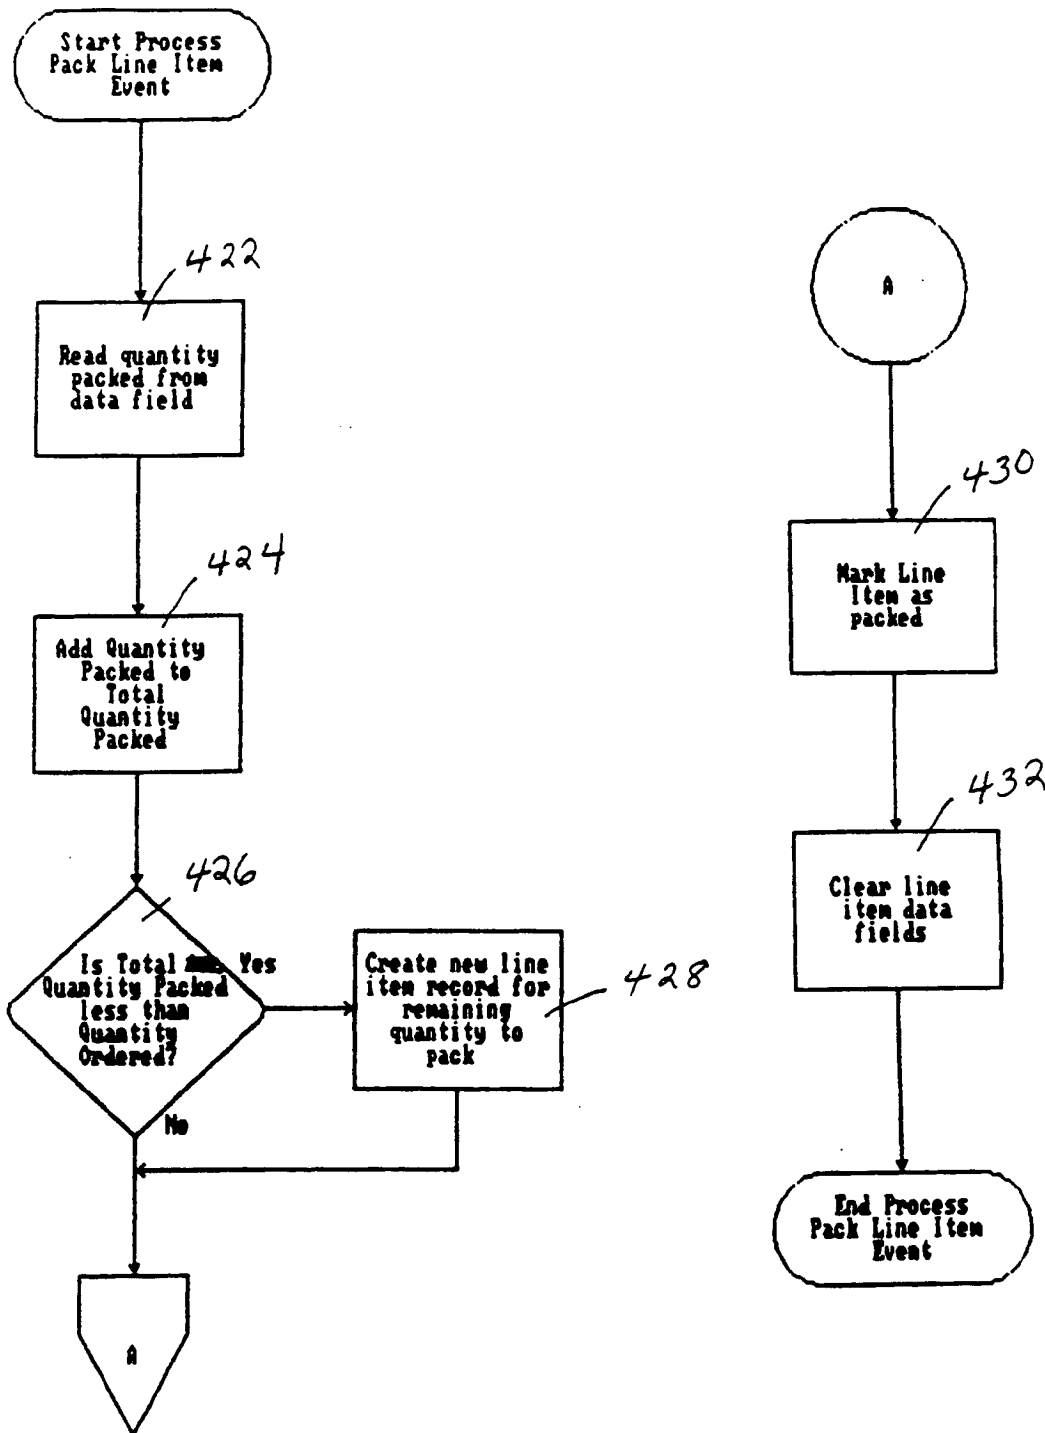 Start Process
Pack Line Item
Event
422
Read quantity
packed from
data field
424
Add Quantity
Packed to
Total
Quantity
Packed
426
Is Total
Quantity Packed
less than
Quantity
Ordered?
Yes
No
Create new line
item record for
remaining
quantity to
pack
428
A
A
430
Mark Line
Item as
packed
432
Clear line
item data
fields
End Process
Pack Line Item
Event